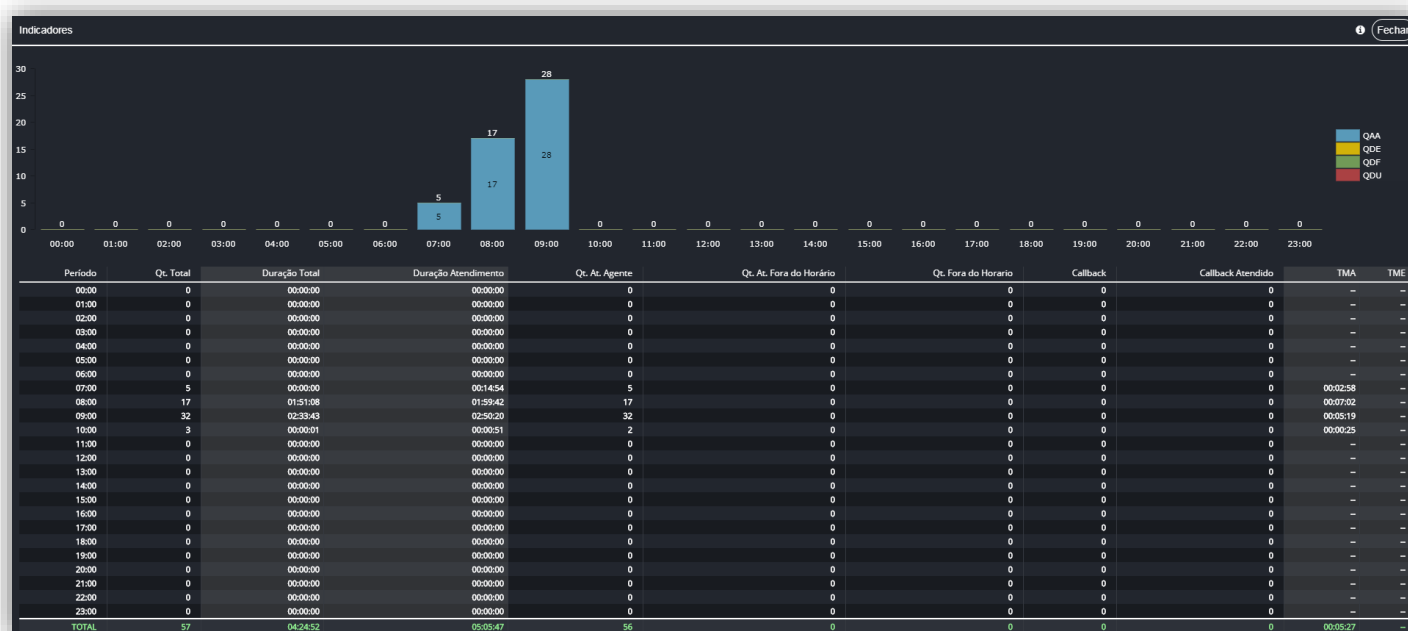 Indicadores Fechar
30
28
25
20
17
QAA
15 28 QDE
QDF
10 17 QDU
5
5 5
0 0 0 0 0 0 0 0 0 0 0 0 0 0 0 0 0 0 0 0 0 0
00:00 01:00 02:00 03:00 04:00 05:00 06:00 07:00 08:00 09:00 10:00 11:00 12:00 13:00 14:00 15:00 16:00 17:00 18:00 19:00 20:00 21:00 22:00 23:00
Período Qt. Total Duração Total Duração Atendimento Qt. At. Agente Qt. At. Fora do Horário Qt. Fora do Horario Callback Callback Atendido TMA TME
00:00 0 00:00:00 00:00:00 0 0 0 0 0 – –
01:00 0 00:00:00 00:00:00 0 0 0 0 0 – –
02:00 0 00:00:00 00:00:00 0 0 0 0 0 – –
03:00 0 00:00:00 00:00:00 0 0 0 0 0 – –
04:00 0 00:00:00 00:00:00 0 0 0 0 0 – –
05:00 0 00:00:00 00:00:00 0 0 0 0 0 – –
06:00 0 00:00:00 00:00:00 0 0 0 0 0 – –
07:00 5 00:00:00 00:14:54 5 0 0 0 0 00:02:58 –
08:00 17 01:51:08 01:59:42 17 0 0 0 0 00:07:02 –
09:00 32 02:33:43 02:50:20 32 0 0 0 0 00:05:19 –
10:00 3 00:00:01 00:00:51 2 0 0 0 0 00:00:25 –
11:00 0 00:00:00 00:00:00 0 0 0 0 0 – –
12:00 0 00:00:00 00:00:00 0 0 0 0 0 – –
13:00 0 00:00:00 00:00:00 0 0 0 0 0 – –
14:00 0 00:00:00 00:00:00 0 0 0 0 0 – –
15:00 0 00:00:00 00:00:00 0 0 0 0 0 – –
16:00 0 00:00:00 00:00:00 0 0 0 0 0 – –
17:00 0 00:00:00 00:00:00 0 0 0 0 0 – –
18:00 0 00:00:00 00:00:00 0 0 0 0 0 – –
19:00 0 00:00:00 00:00:00 0 0 0 0 0 – –
20:00 0 00:00:00 00:00:00 0 0 0 0 0 – –
21:00 0 00:00:00 00:00:00 0 0 0 0 0 – –
22:00 0 00:00:00 00:00:00 0 0 0 0 0 – –
23:00 0 00:00:00 00:00:00 0 0 0 0 0 – –
TOTAL 57 04:24:52 05:05:47 56 0 0 0 0 00:05:27 –